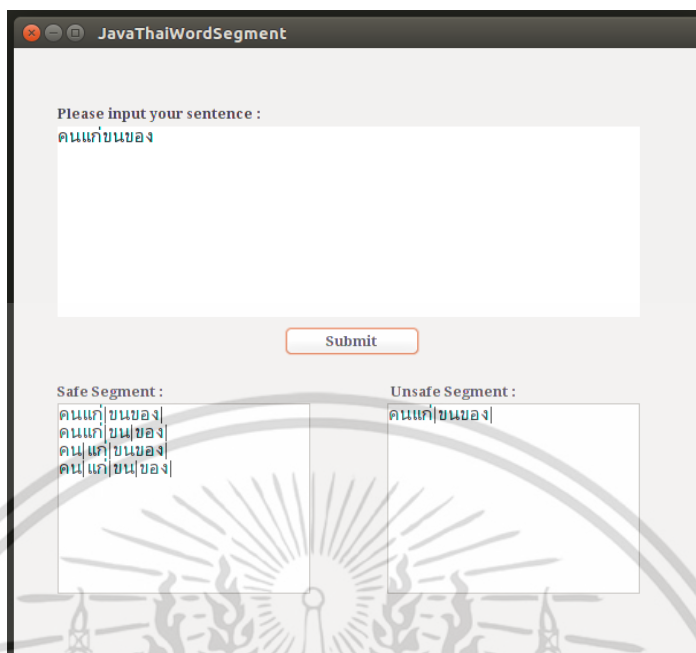 JavaThaiWordSegment
Please input your sentence :
คนแก่ขนของ
Submit
Safe Segment :
คนแก่|ขนของ|
คนแก่|ขน|ของ|
คน|แก่|ขนของ|
คน|แก่|ขน|ของ|
Unsafe Segment :
คนแก่|ขนของ|